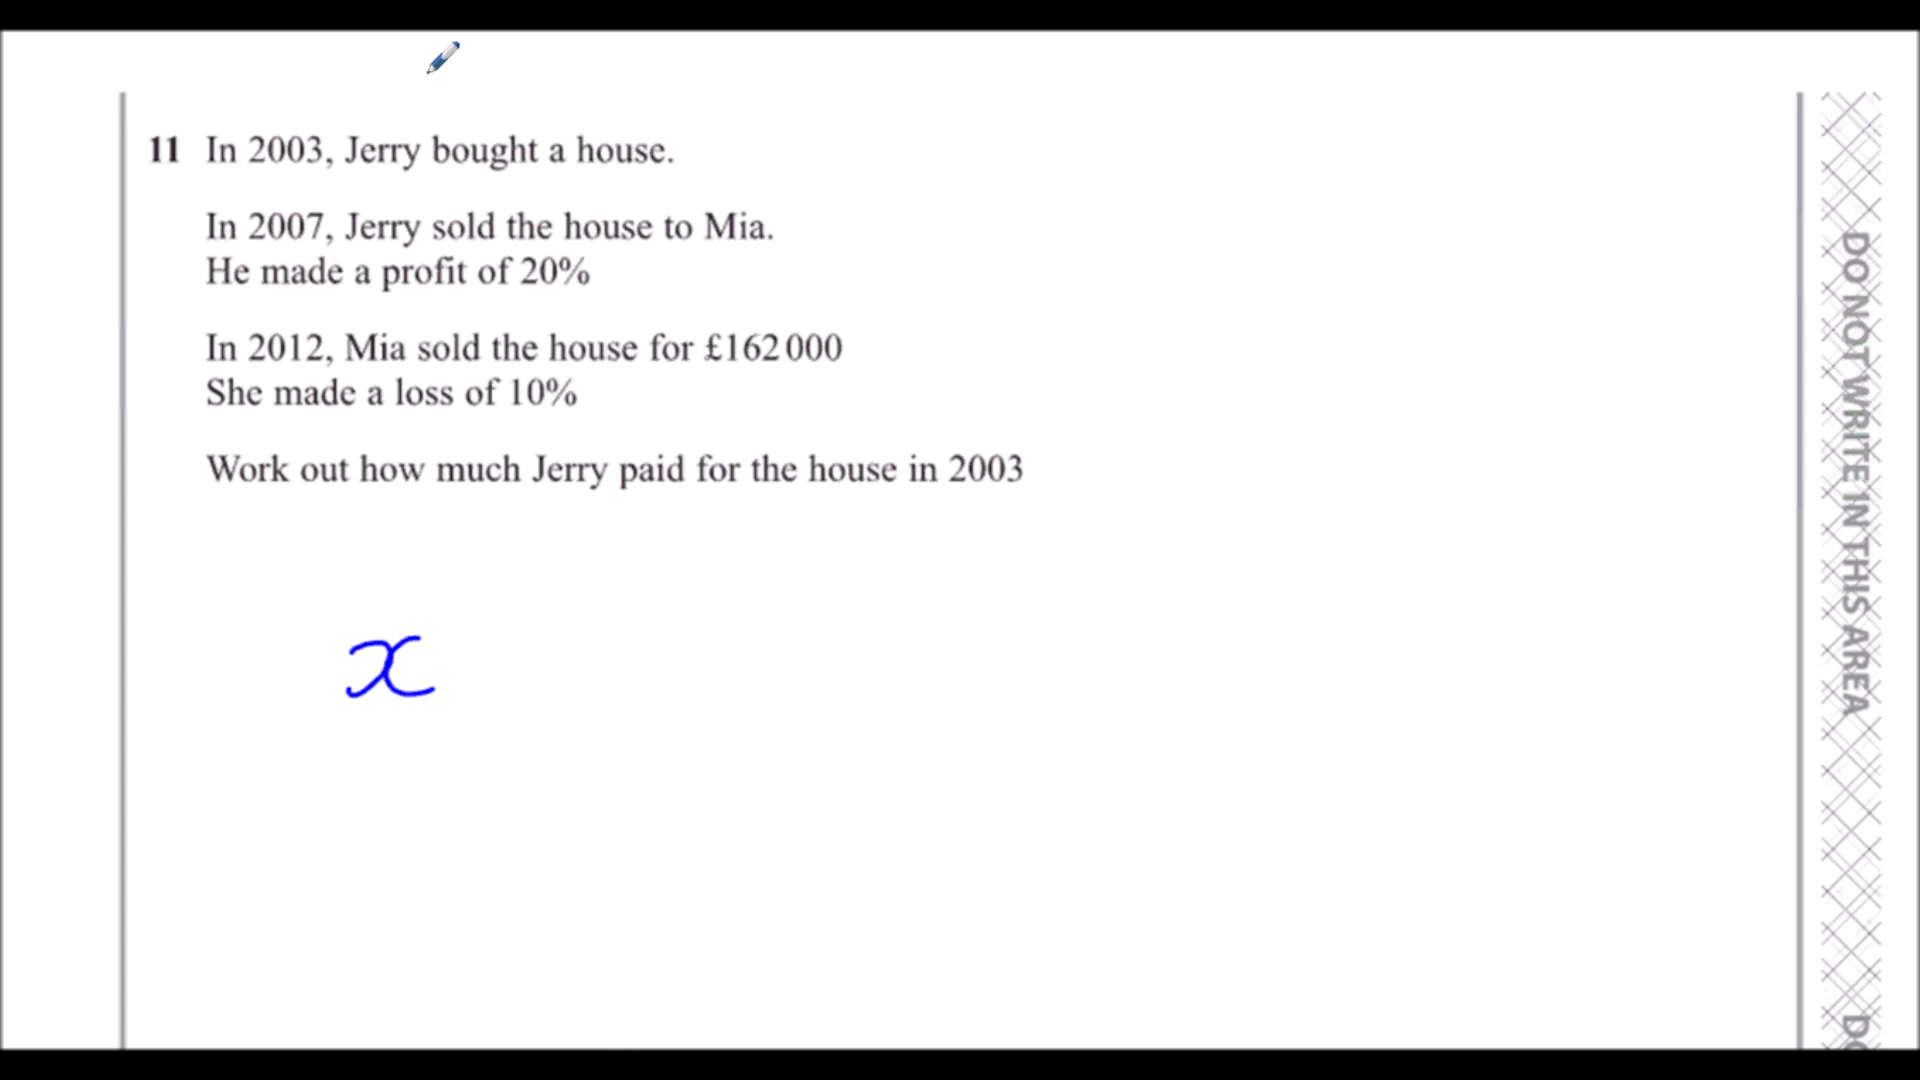 11 In 2003, Jerry bought a house.
In 2007, Jerry sold the house to Mia.
He made a profit of 20%
In 2012, Mia sold the house for £162 000
She made a loss of 10%
Work out how much Jerry paid for the house in 2003
x
DO NOT WRITE IN THIS AREA
DO